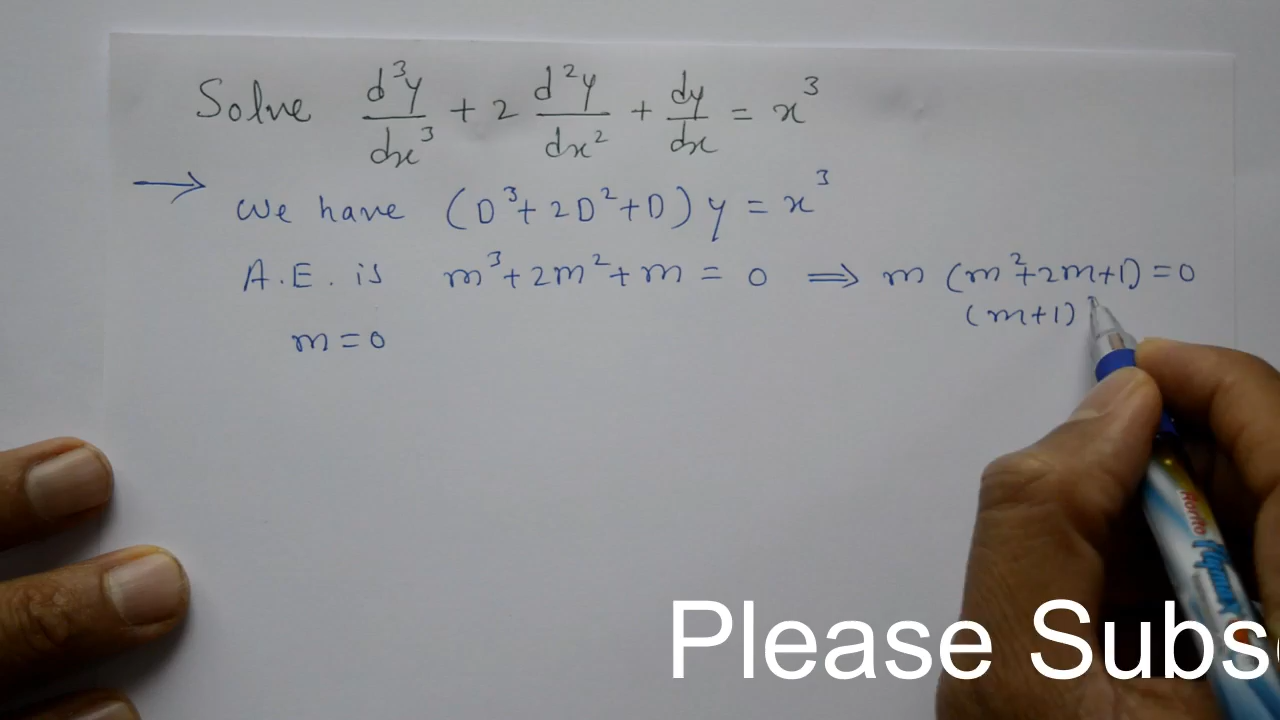 Solve d³y/dx³ + 2 d²y/dx² + dy/dx = x³
→ We have (D³+2D²+D) y = x³
A.E. is m³+2m²+m = 0 ⟹ m (m²+2m+1) = 0
(m+1)
m = 0
Rorito
Please Subs